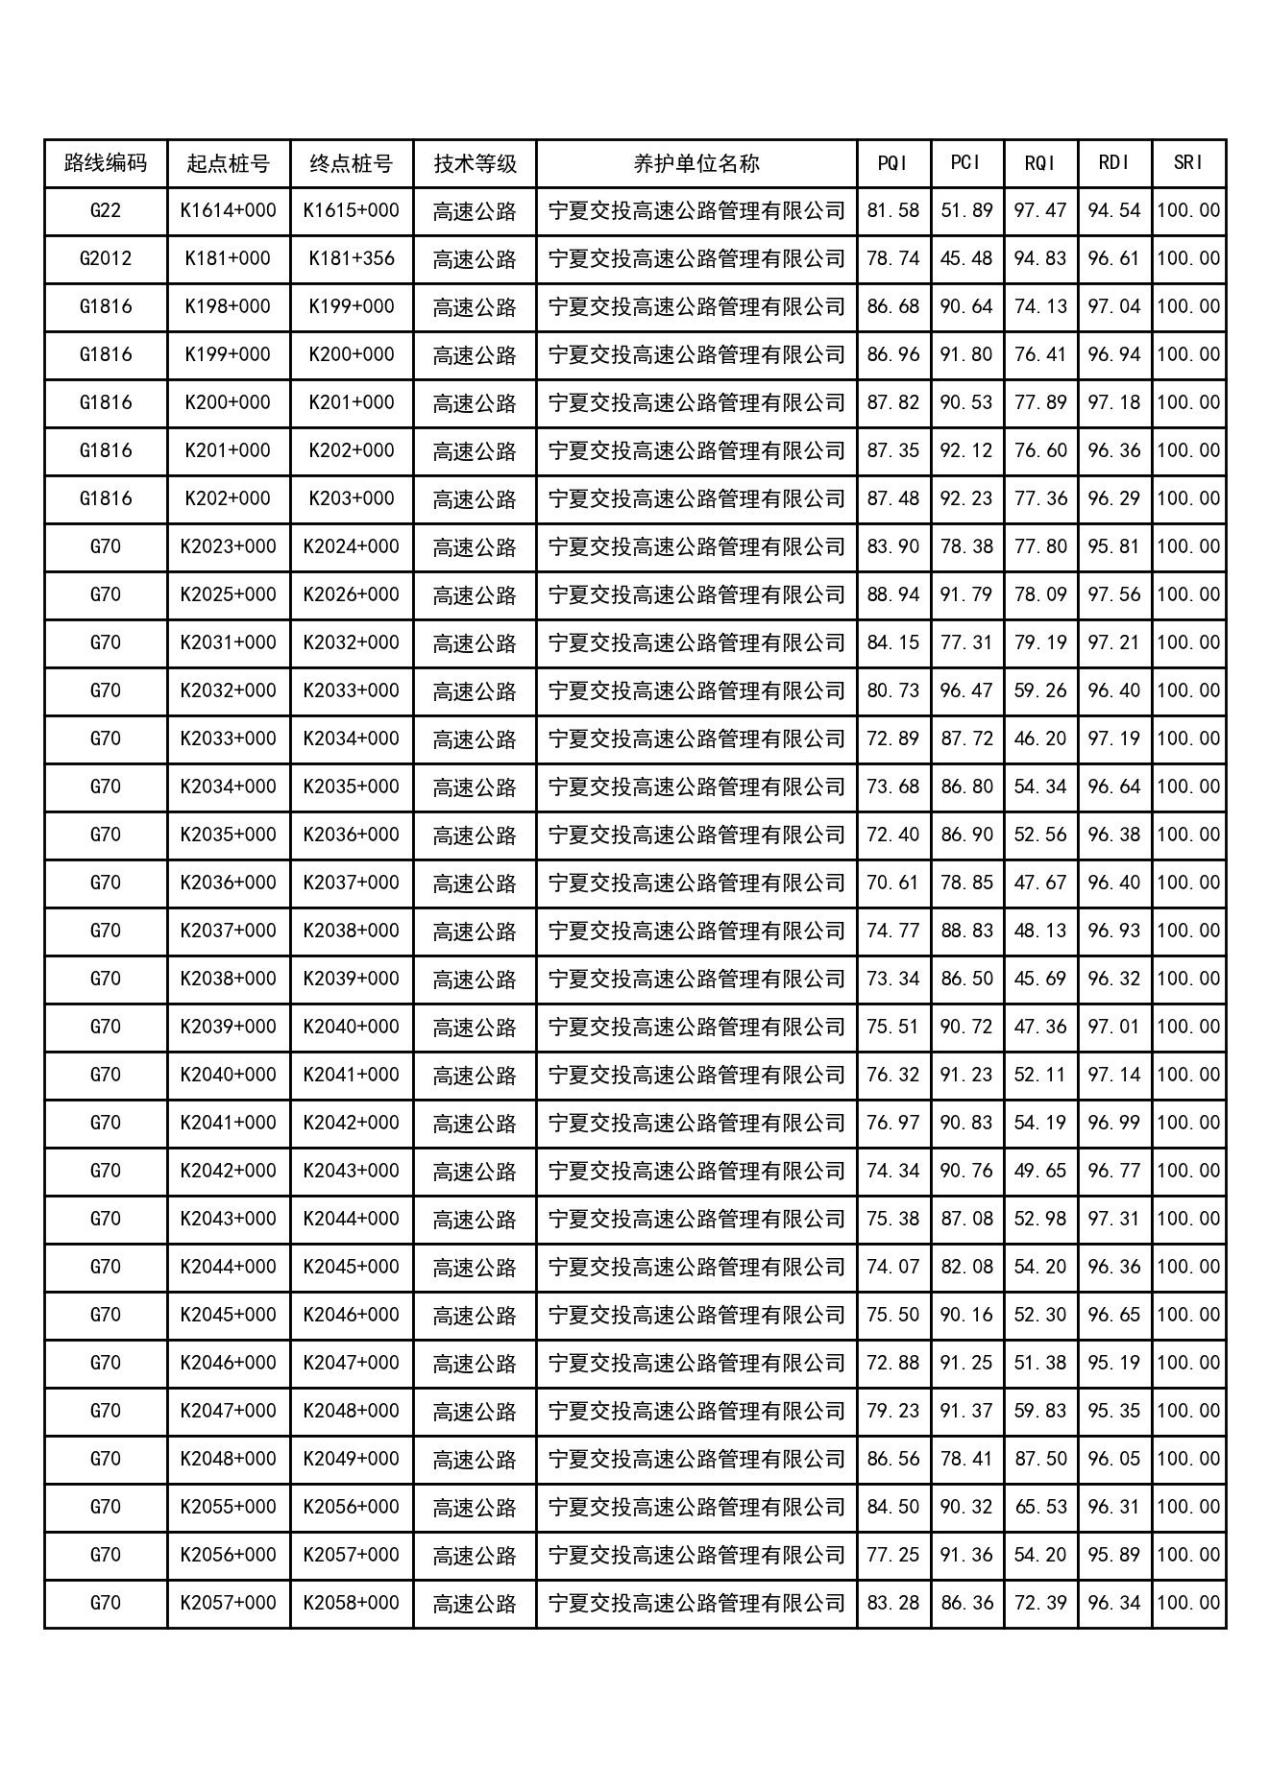 路线编码 起点桩号 终点桩号 技术等级 养护单位名称 PQI PCI RQI RDI SRI
G22 K1614+000 K1615+000 高速公路 宁夏交投高速公路管理有限公司 81.58 51.89 97.47 94.54 100.00
G2012 K181+000 K181+356 高速公路 宁夏交投高速公路管理有限公司 78.74 45.48 94.83 96.61 100.00
G1816 K198+000 K199+000 高速公路 宁夏交投高速公路管理有限公司 86.68 90.64 74.13 97.04 100.00
G1816 K199+000 K200+000 高速公路 宁夏交投高速公路管理有限公司 86.96 91.80 76.41 96.94 100.00
G1816 K200+000 K201+000 高速公路 宁夏交投高速公路管理有限公司 87.82 90.53 77.89 97.18 100.00
G1816 K201+000 K202+000 高速公路 宁夏交投高速公路管理有限公司 87.35 92.12 76.60 96.36 100.00
G1816 K202+000 K203+000 高速公路 宁夏交投高速公路管理有限公司 87.48 92.23 77.36 96.29 100.00
G70 K2023+000 K2024+000 高速公路 宁夏交投高速公路管理有限公司 83.90 78.38 77.80 95.81 100.00
G70 K2025+000 K2026+000 高速公路 宁夏交投高速公路管理有限公司 88.94 91.79 78.09 97.56 100.00
G70 K2031+000 K2032+000 高速公路 宁夏交投高速公路管理有限公司 84.15 77.31 79.19 97.21 100.00
G70 K2032+000 K2033+000 高速公路 宁夏交投高速公路管理有限公司 80.73 96.47 59.26 96.40 100.00
G70 K2033+000 K2034+000 高速公路 宁夏交投高速公路管理有限公司 72.89 87.72 46.20 97.19 100.00
G70 K2034+000 K2035+000 高速公路 宁夏交投高速公路管理有限公司 73.68 86.80 54.34 96.64 100.00
G70 K2035+000 K2036+000 高速公路 宁夏交投高速公路管理有限公司 72.40 86.90 52.56 96.38 100.00
G70 K2036+000 K2037+000 高速公路 宁夏交投高速公路管理有限公司 70.61 78.85 47.67 96.40 100.00
G70 K2037+000 K2038+000 高速公路 宁夏交投高速公路管理有限公司 74.77 88.83 48.13 96.93 100.00
G70 K2038+000 K2039+000 高速公路 宁夏交投高速公路管理有限公司 73.34 86.50 45.69 96.32 100.00
G70 K2039+000 K2040+000 高速公路 宁夏交投高速公路管理有限公司 75.51 90.72 47.36 97.01 100.00
G70 K2040+000 K2041+000 高速公路 宁夏交投高速公路管理有限公司 76.32 91.23 52.11 97.14 100.00
G70 K2041+000 K2042+000 高速公路 宁夏交投高速公路管理有限公司 76.97 90.83 54.19 96.99 100.00
G70 K2042+000 K2043+000 高速公路 宁夏交投高速公路管理有限公司 74.34 90.76 49.65 96.77 100.00
G70 K2043+000 K2044+000 高速公路 宁夏交投高速公路管理有限公司 75.38 87.08 52.98 97.31 100.00
G70 K2044+000 K2045+000 高速公路 宁夏交投高速公路管理有限公司 74.07 82.08 54.20 96.36 100.00
G70 K2045+000 K2046+000 高速公路 宁夏交投高速公路管理有限公司 75.50 90.16 52.30 96.65 100.00
G70 K2046+000 K2047+000 高速公路 宁夏交投高速公路管理有限公司 72.88 91.25 51.38 95.19 100.00
G70 K2047+000 K2048+000 高速公路 宁夏交投高速公路管理有限公司 79.23 91.37 59.83 95.35 100.00
G70 K2048+000 K2049+000 高速公路 宁夏交投高速公路管理有限公司 86.56 78.41 87.50 96.05 100.00
G70 K2055+000 K2056+000 高速公路 宁夏交投高速公路管理有限公司 84.50 90.32 65.53 96.31 100.00
G70 K2056+000 K2057+000 高速公路 宁夏交投高速公路管理有限公司 77.25 91.36 54.20 95.89 100.00
G70 K2057+000 K2058+000 高速公路 宁夏交投高速公路管理有限公司 83.28 86.36 72.39 96.34 100.00